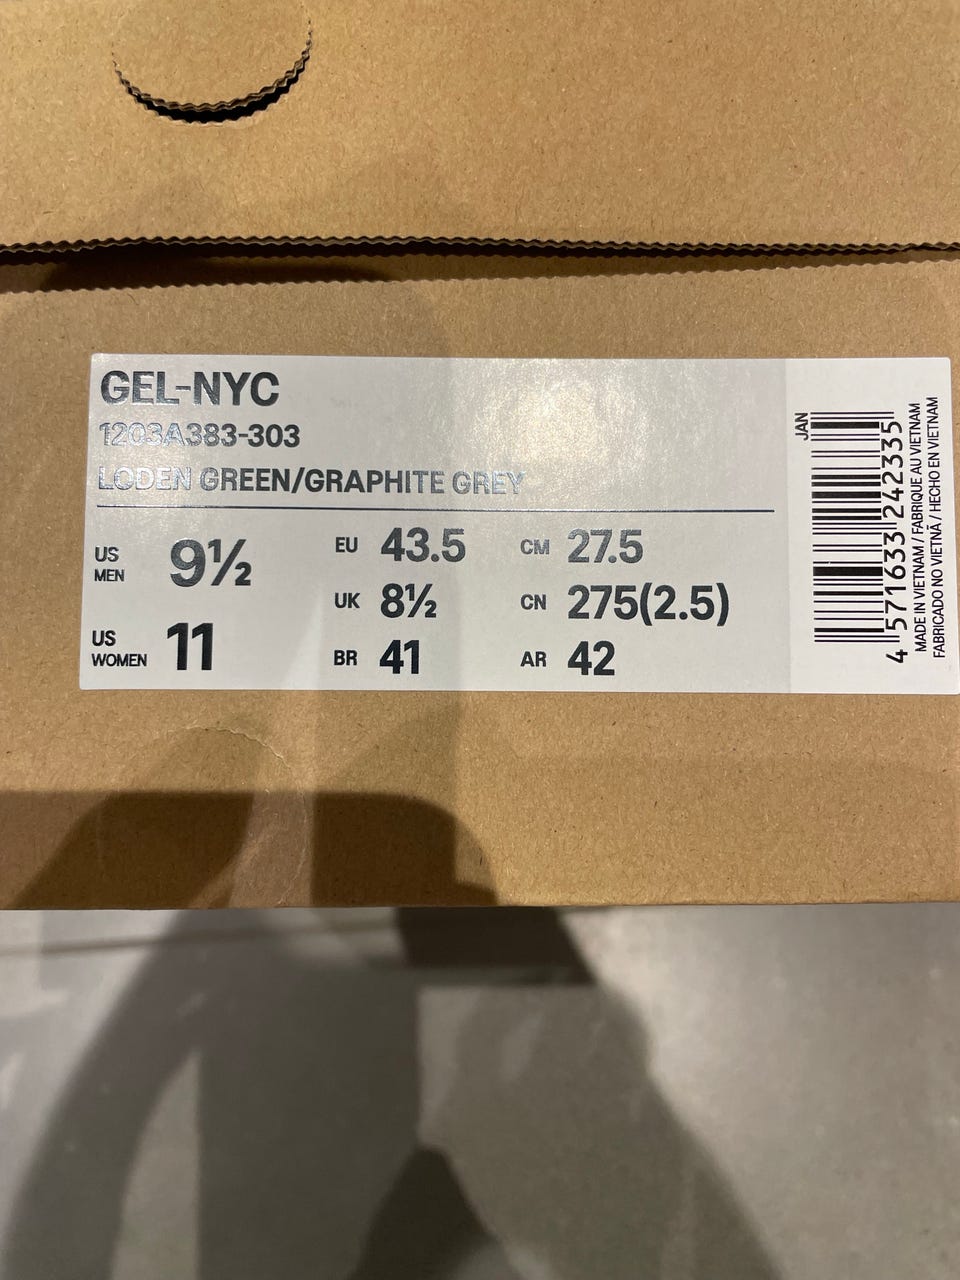 GEL-NYC
1203A383-303
LODEN GREEN/GRAPHITE GREY
US MEN 9½
EU 43.5
CM 27.5
UK 8½
CN 275(2.5)
US WOMEN 11
BR 41
AR 42
JAN
4 571633 242335
MADE IN VIETNAM / FABRIQUE AU VIETNAM
FABRICADO NO VIETNÃ / HECHO EN VIETNAM